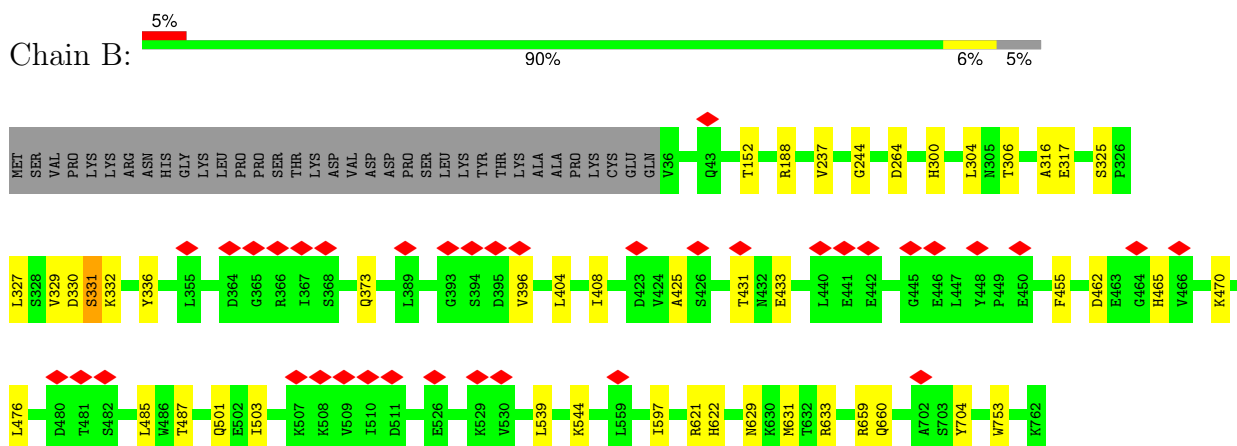 5%
Chain B:
90% 6% 5%
MET SER VAL PRO LYS LYS ARG ASN HIS GLY LYS LEU PRO PRO SER THR LYS ASP VAL ASP ASP PRO SER LEU LYS TYR THR LYS ALA ALA PRO LYS CYS GLU GLN V36 Q43 T152 R188 V237 G244 D264 H300 L304 N305 T306 A316 E317 S325 P326
L327 S328 V329 D330 S331 K332 Y336 L355 D364 G365 R366 I367 S368 Q373 L389 G393 S394 D395 V396 L404 I408 D423 V424 A425 S426 T431 N432 E433 L440 E441 E442 G445 E446 L447 Y448 P449 E450 F455 D462 E463 G464 H465 V466 K470
L476 D480 T481 S482 L485 W486 T487 Q501 E502 I503 K507 K508 V509 I510 D511 E526 K529 V530 L539 K544 L559 I597 R621 H622 N629 K630 M631 T632 R633 R659 Q660 A702 S703 Y704 W753 K762